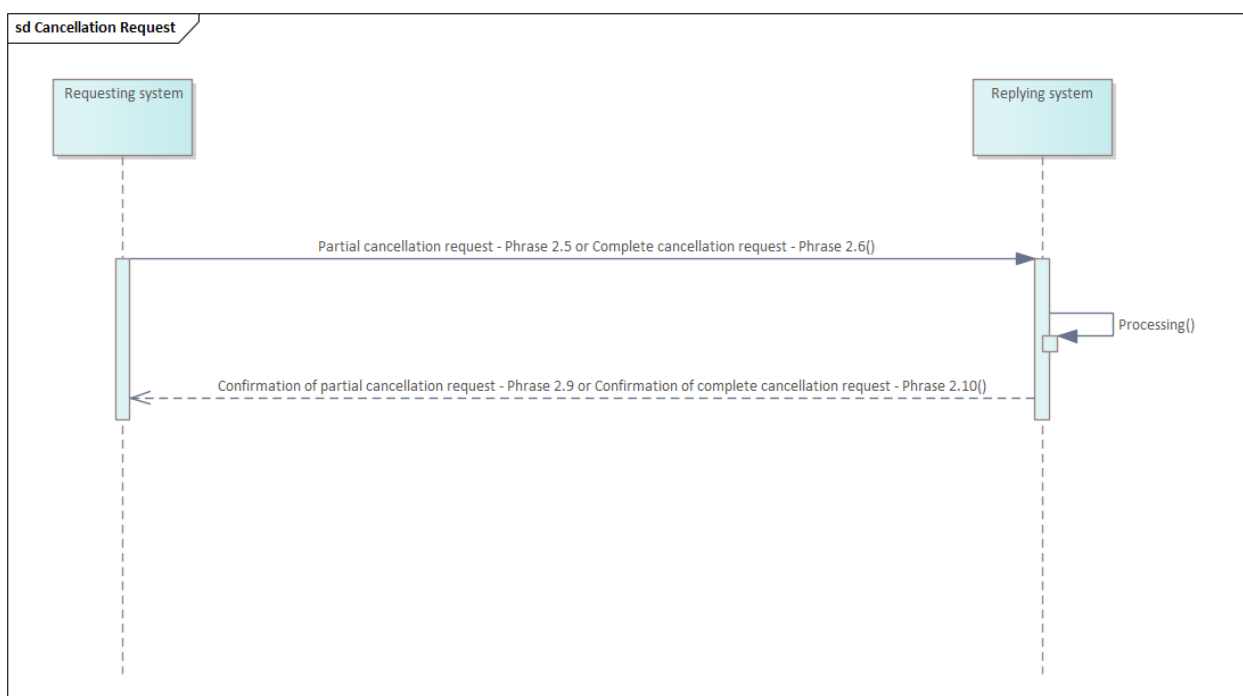 sd Cancellation Request
Requesting system
Replying system
Partial cancellation request - Phrase 2.5 or Complete cancellation request - Phrase 2.6()
Processing()
Confirmation of partial cancellation request - Phrase 2.9 or Confirmation of complete cancellation request - Phrase 2.10()